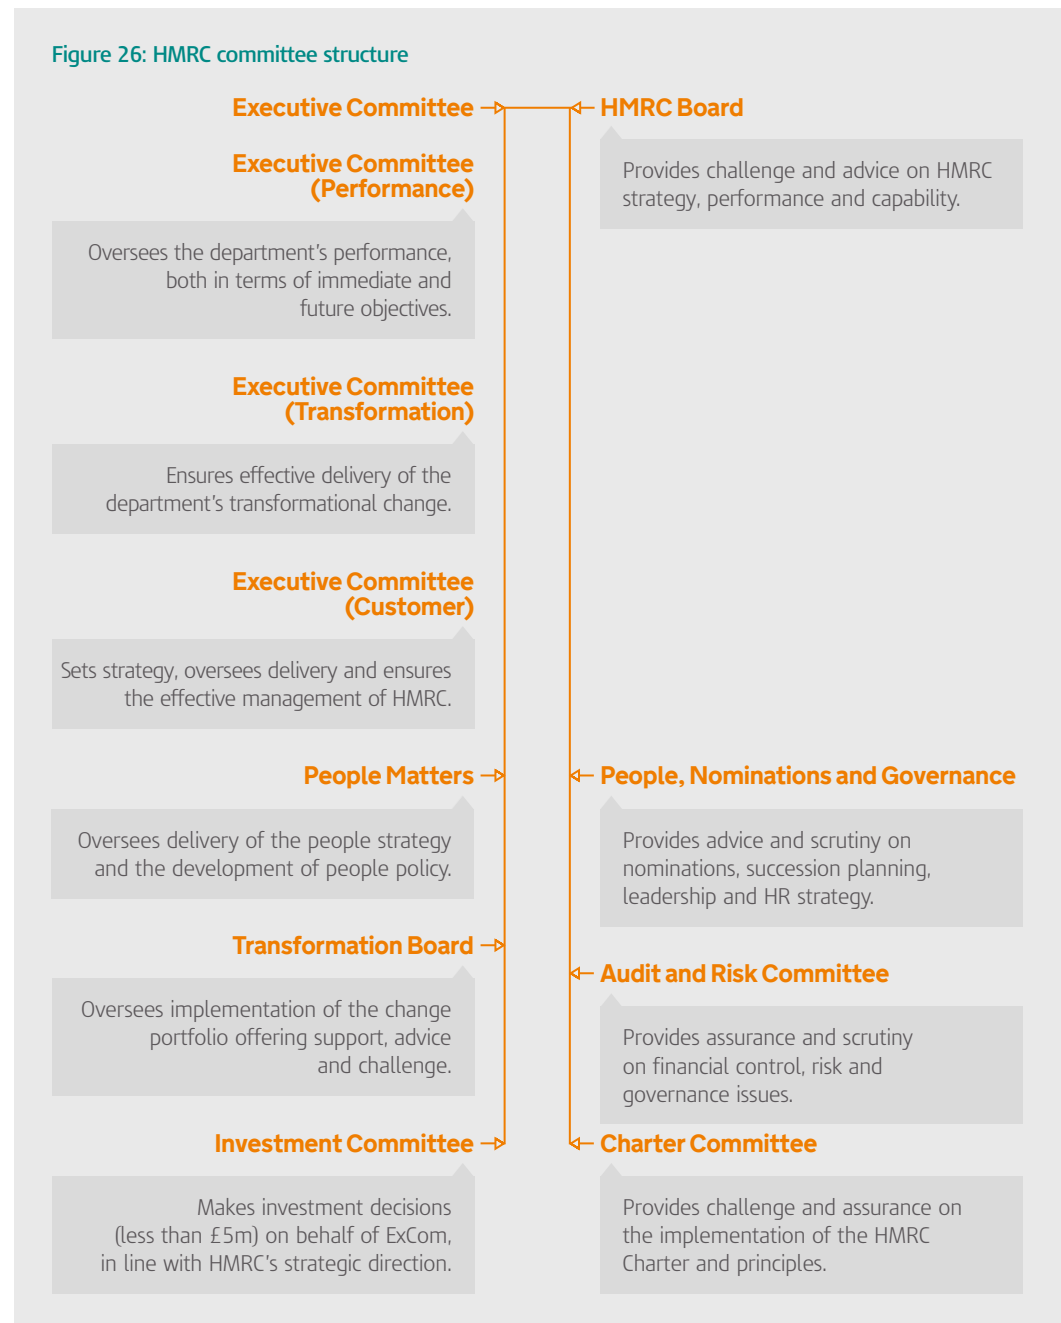 Figure 26: HMRC committee structure
Executive Committee
Executive Committee
(Performance)
Oversees the department's performance,
both in terms of immediate and
future objectives.
Executive Committee
(Transformation)
Ensures effective delivery of the
department's transformational change.
Executive Committee
(Customer)
Sets strategy, oversees delivery and ensures
the effective management of HMRC.
People Matters
Oversees delivery of the people strategy
and the development of people policy.
Transformation Board
Oversees implementation of the change
portfolio offering support, advice
and challenge.
Investment Committee
Makes investment decisions
(less than £5m) on behalf of ExCom,
in line with HMRC's strategic direction.
HMRC Board
Provides challenge and advice on HMRC
strategy, performance and capability.
People, Nominations and Governance
Provides advice and scrutiny on
nominations, succession planning,
leadership and HR strategy.
Audit and Risk Committee
Provides assurance and scrutiny
on financial control, risk and
governance issues.
Charter Committee
Provides challenge and assurance on
the implementation of the HMRC
Charter and principles.